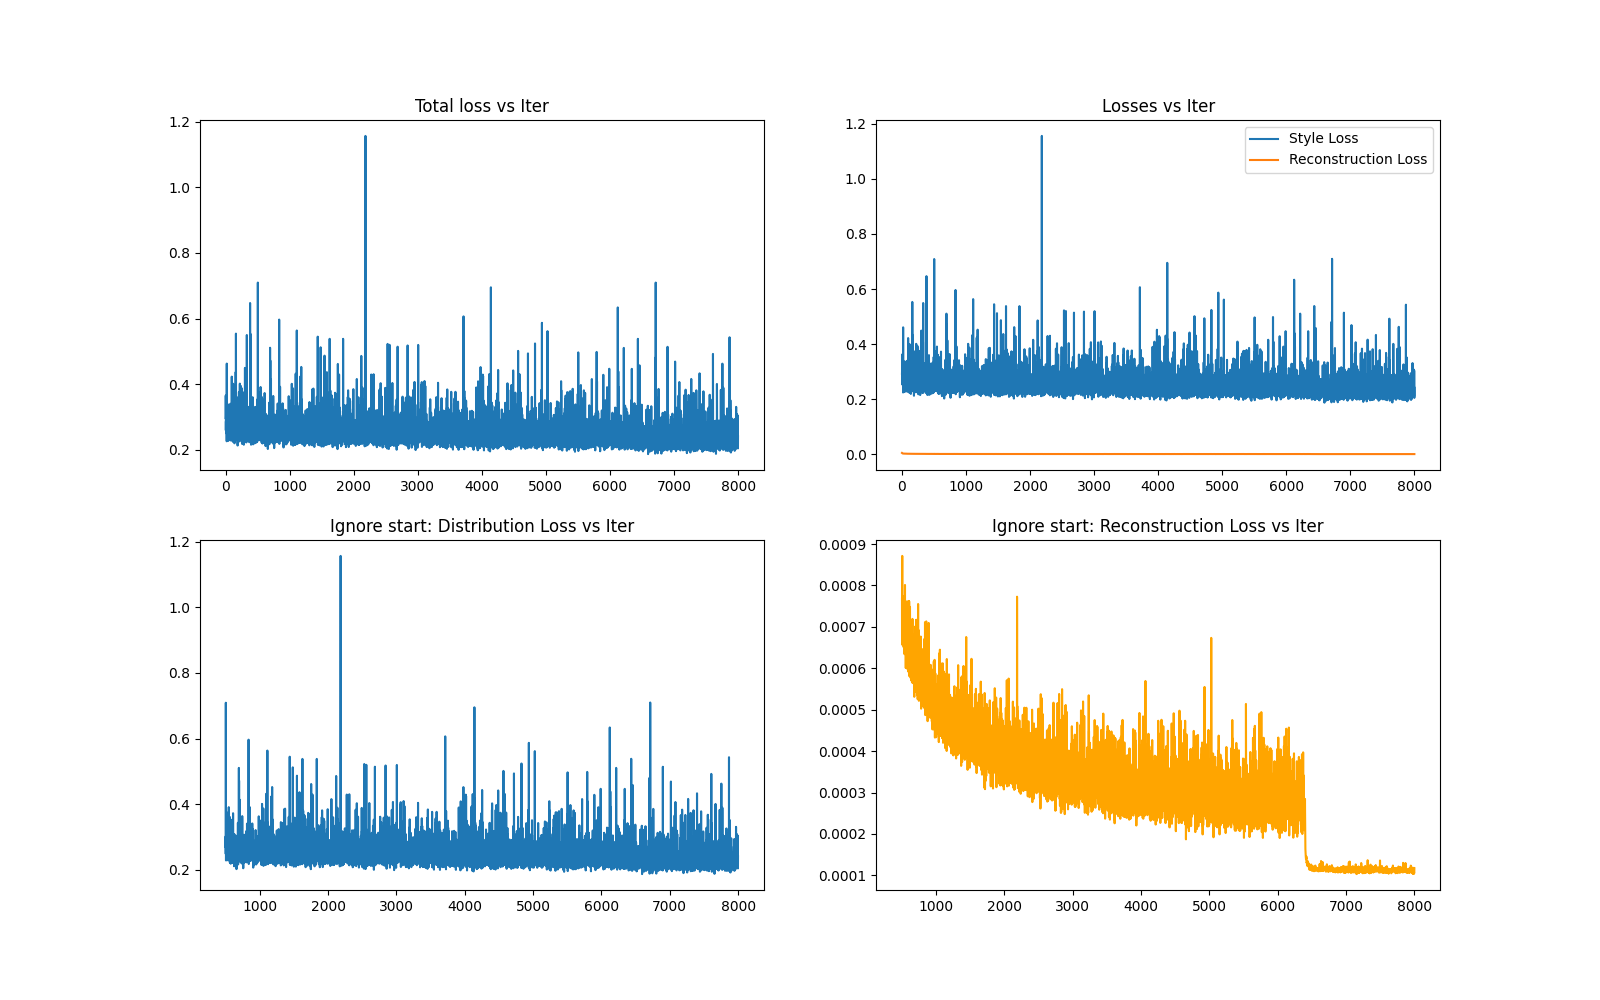 Total loss vs Iter
1.2
1.0
0.8
0.6
0.4
0.2
0 1000 2000 3000 4000 5000 6000 7000 8000
Losses vs Iter
Style Loss
Reconstruction Loss
1.2
1.0
0.8
0.6
0.4
0.2
0.0
0 1000 2000 3000 4000 5000 6000 7000 8000
Ignore start: Distribution Loss vs Iter
1.2
1.0
0.8
0.6
0.4
0.2
1000 2000 3000 4000 5000 6000 7000 8000
Ignore start: Reconstruction Loss vs Iter
0.0009
0.0008
0.0007
0.0006
0.0005
0.0004
0.0003
0.0002
0.0001
1000 2000 3000 4000 5000 6000 7000 8000